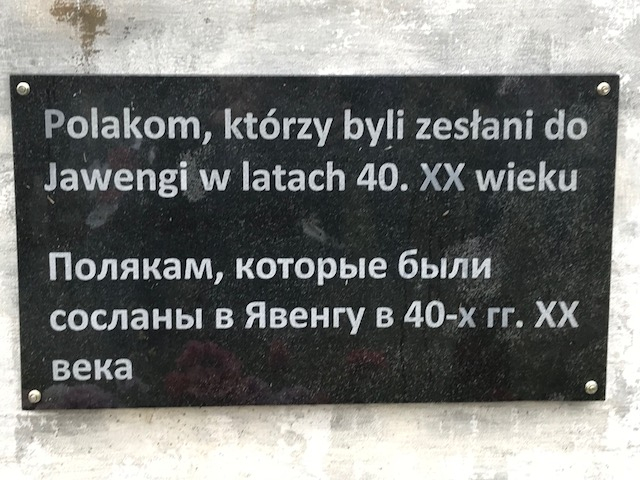 Polakom, którzy byli zesłani do
Jawengi w latach 40. XX wieku
Полякам, которые были
сосланы в Явенгу в 40-х гг. XX
века